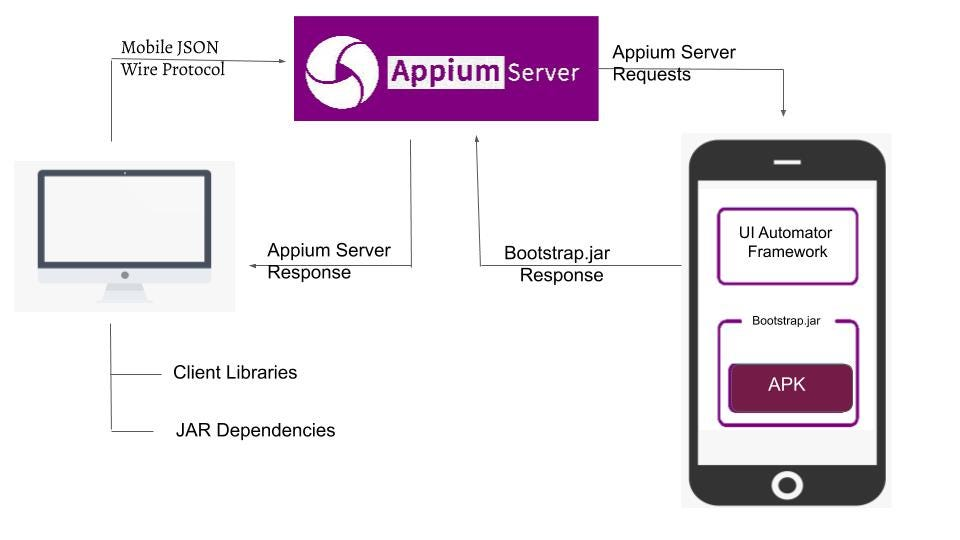 Mobile JSON
Wire Protocol
Appium Server
Appium Server
Requests
Appium Server
Response
Bootstrap.jar
Response
UI Automator
Framework
Bootstrap.jar
APK
Client Libraries
JAR Dependencies